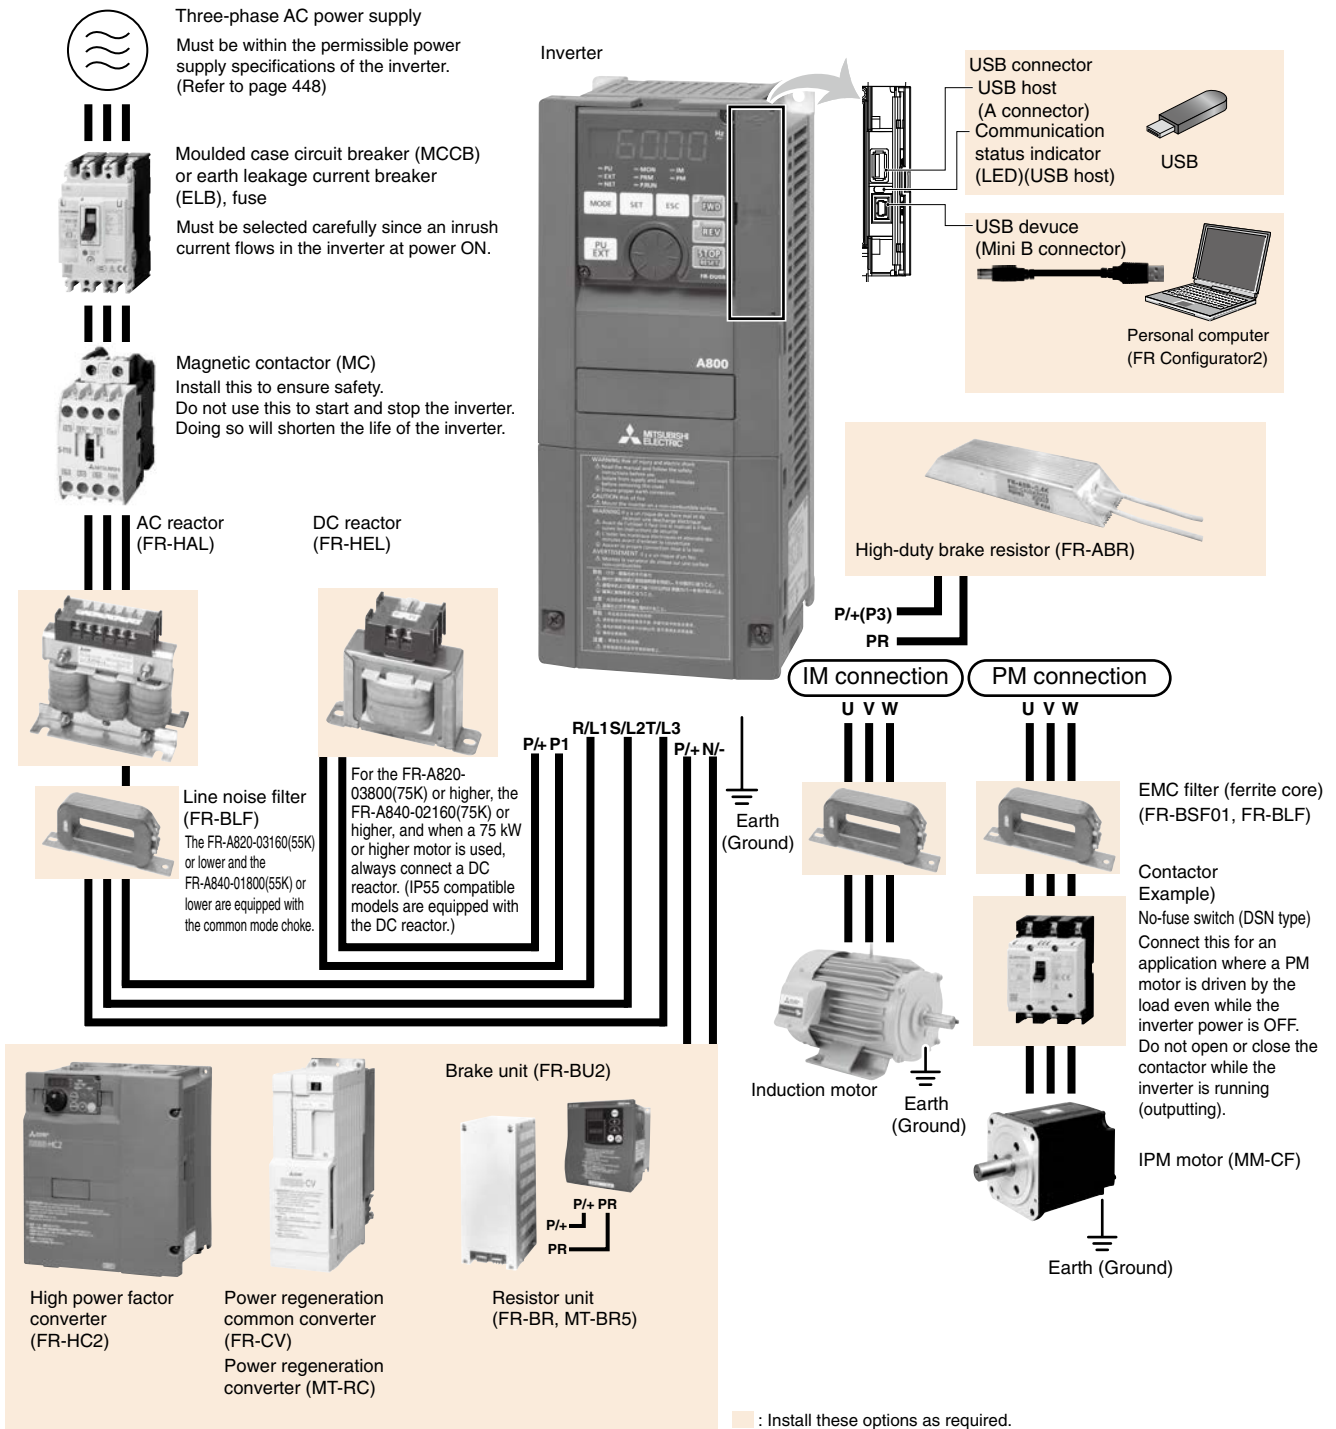 Three-phase AC power supply
Must be within the permissible power
supply specifications of the inverter.
(Refer to page 448)
Moulded case circuit breaker (MCCB)
or earth leakage current breaker
(ELB), fuse
Must be selected carefully since an inrush
current flows in the inverter at power ON.
Magnetic contactor (MC)
Install this to ensure safety.
Do not use this to start and stop the inverter.
Doing so will shorten the life of the inverter.
Inverter
60.00
Hz
PU
EXT
NET
MON
PRM
P.RUN
IM
PM
MODE
SET
ESC
FWD
REV
PU
EXT
STOP
RESET
A800
MITSUBISHI
ELECTRIC
USB connector
USB host
(A connector)
Communication
status indicator
(LED)(USB host)
USB
USB devuce
(Mini B connector)
Personal computer
(FR Configurator2)
High-duty brake resistor (FR-ABR)
P/+(P3)
PR
AC reactor
(FR-HAL)
DC reactor
(FR-HEL)
IM connection
PM connection
U V W
U V W
P/+ P1
R/L1 S/L2 T/L3
P/+ N/-
Earth
(Ground)
Line noise filter
(FR-BLF)
The FR-A820-03160(55K)
or lower and the
FR-A840-01800(55K) or
lower are equipped with
the common mode choke.
For the FR-A820-
03800(75K) or higher, the
FR-A840-02160(75K) or
higher, and when a 75 kW
or higher motor is used,
always connect a DC
reactor. (IP55 compatible
models are equipped with
the DC reactor.)
EMC filter (ferrite core)
(FR-BSF01, FR-BLF)
Contactor
Example)
No-fuse switch (DSN type)
Connect this for an
application where a PM
motor is driven by the
load even while the
inverter power is OFF.
Do not open or close the
contactor while the
inverter is running
(outputting).
Induction motor
Earth
(Ground)
IPM motor (MM-CF)
Earth (Ground)
Brake unit (FR-BU2)
P/+ PR
P/+
PR
High power factor
converter
(FR-HC2)
Power regeneration
common converter
(FR-CV)
Power regeneration
converter (MT-RC)
Resistor unit
(FR-BR, MT-BR5)
: Install these options as required.